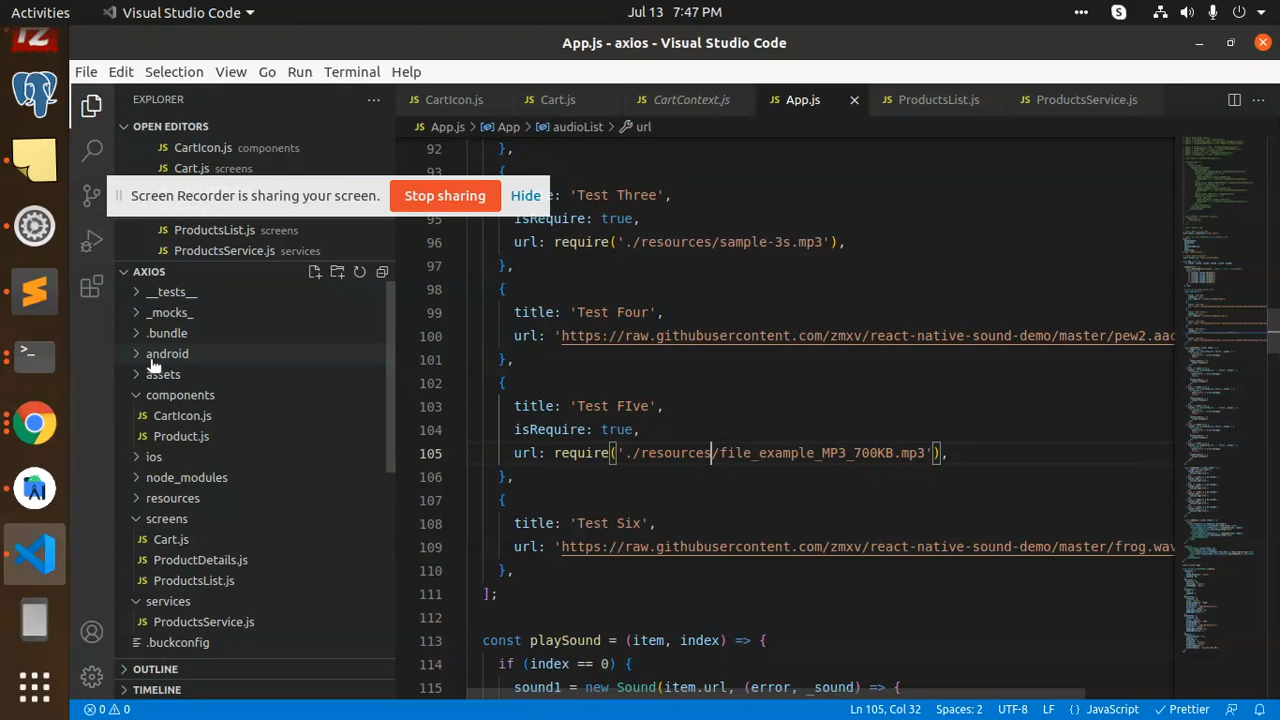 Activities
Visual Studio Code
Jul 13 7:47 PM
App.js - axios - Visual Studio Code
File Edit Selection View Go Run Terminal Help
EXPLORER
CartIcon.js
Cart.js
CartContext.js
App.js
ProductsList.js
ProductsService.js
OPEN EDITORS
App.js > App > audioList > url
CartIcon.js components
Cart.js screens
Screen Recorder is sharing your screen. Stop sharing Hide
ProductsList.js screens
ProductsService.js services
AXIOS
__tests__
_mocks_
.bundle
android
assets
components
CartIcon.js
Product.js
ios
node_modules
resources
screens
Cart.js
ProductDetails.js
ProductsList.js
services
ProductsService.js
.buckconfig
OUTLINE
TIMELINE
92 },
93 {
: 'Test Three',
95 isRequire: true,
96 url: require('./resources/sample-3s.mp3'),
97 },
98 {
99 title: 'Test Four',
100 url: 'https://raw.githubusercontent.com/zmxv/react-native-sound-demo/master/pew2.aac
101 },
102 {
103 title: 'Test FIve',
104 isRequire: true,
105 url: require('./resources/file_example_MP3_700KB.mp3'),
106 },
107 {
108 title: 'Test Six',
109 url: 'https://raw.githubusercontent.com/zmxv/react-native-sound-demo/master/frog.wav
110 },
111 ];
112
113 const playSound = (item, index) => {
114 if (index == 0) {
115 sound1 = new Sound(item.url, (error, _sound) => {
0 0
Ln 105, Col 32 Spaces: 2 UTF-8 LF {} JavaScript Prettier